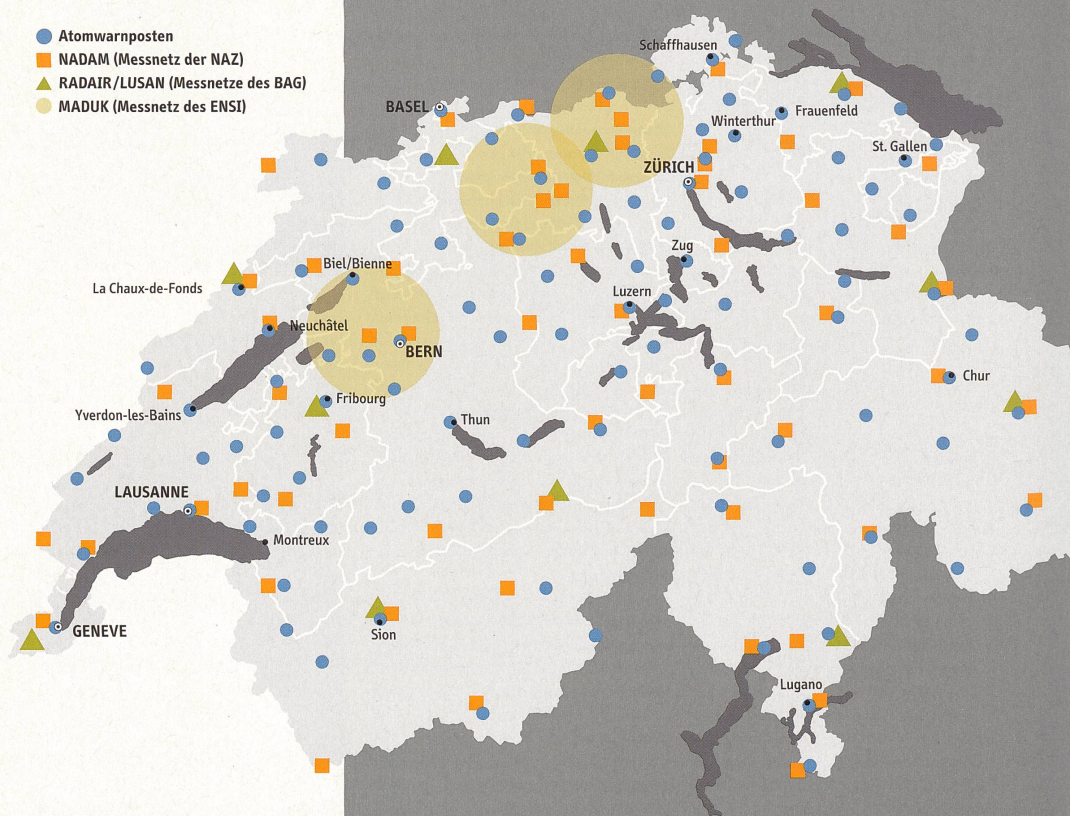 Atomwarnposten
NADAM (Messnetz der NAZ)
RADAIR/LUSAN (Messnetze des BAG)
MADUK (Messnetz des ENSI)
Schaffhausen
BASEL
Frauenfeld
Winterthur
St. Gallen
ZÜRICH
Zug
Biel/Bienne
La Chaux-de-Fonds
Luzern
Neuchâtel
BERN
Chur
Fribourg
Yverdon-les-Bains
Thun
LAUSANNE
Montreux
GENEVE
Sion
Lugano